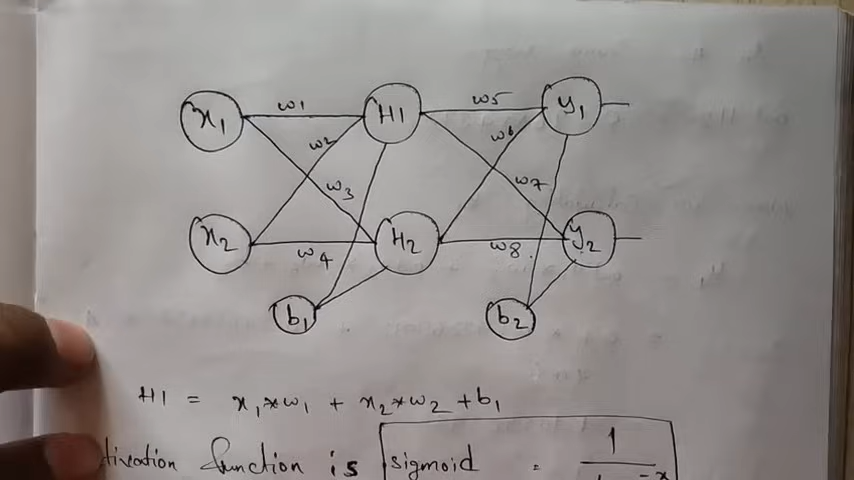 x1 w1 H1 w5 y1
w2 w6
w3 w7
x2 w4 H2 w8 y2
b1 b2
H1 = x1*w1 + x2*w2 + b1
function is sigmoid = 1